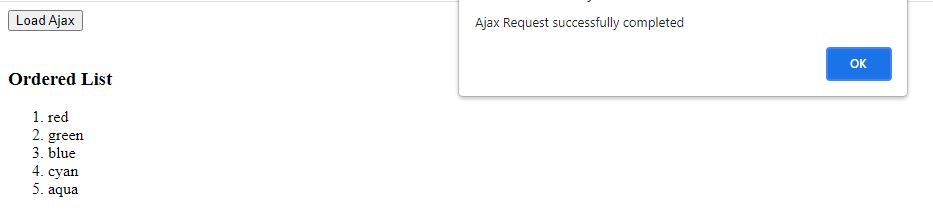 Load Ajax
Ajax Request successfully completed
OK
Ordered List
1. red
2. green
3. blue
4. cyan
5. aqua